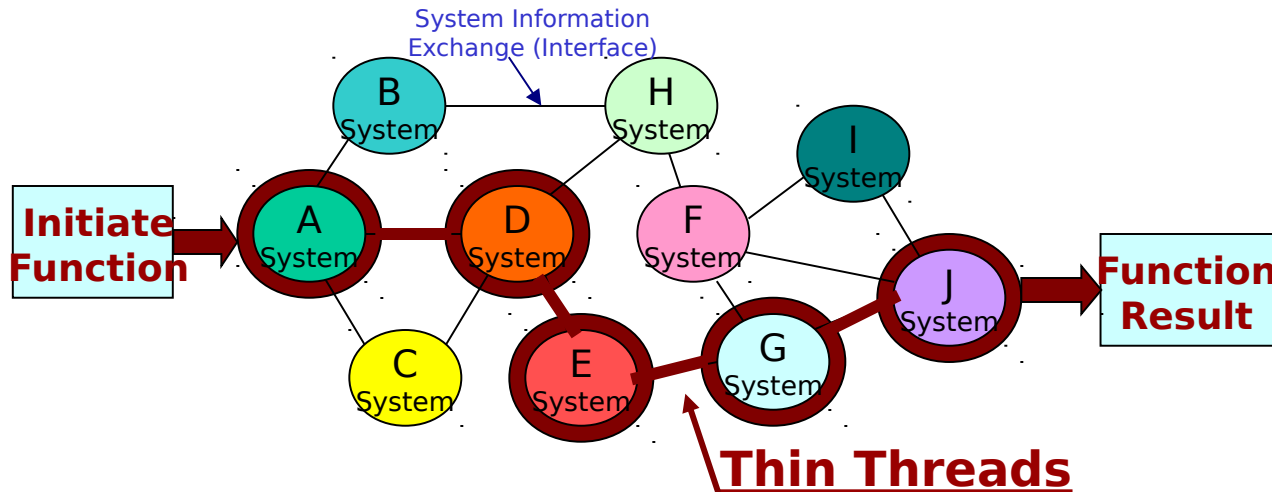 System Information
Exchange (Interface)
B
System
H
System
I
System
Initiate
Function
A
System
D
System
F
System
J
System
Function
Result
C
System
E
System
G
System
Thin Threads